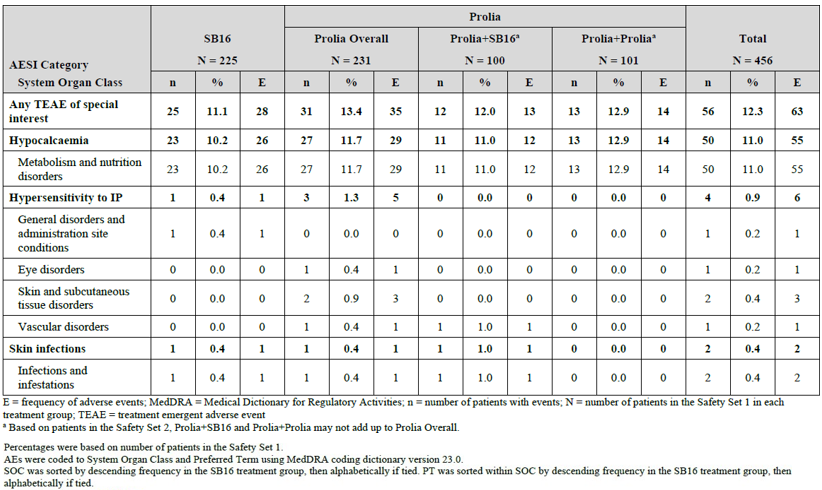 Prolia
SB16 Prolia Overall Prolia+SB16a Prolia+Proliaa Total
N = 225 N = 231 N = 100 N = 101 N = 456
AESI Category
System Organ Class n % E n % E n % E n % E n % E
Any TEAE of special interest 25 11.1 28 31 13.4 35 12 12.0 13 13 12.9 14 56 12.3 63
Hypocalcaemia 23 10.2 26 27 11.7 29 11 11.0 12 13 12.9 14 50 11.0 55
Metabolism and nutrition disorders 23 10.2 26 27 11.7 29 11 11.0 12 13 12.9 14 50 11.0 55
Hypersensitivity to IP 1 0.4 1 3 1.3 5 0 0.0 0 0 0.0 0 4 0.9 6
General disorders and administration site conditions 1 0.4 1 0 0.0 0 0 0.0 0 0 0.0 0 1 0.2 1
Eye disorders 0 0.0 0 1 0.4 1 0 0.0 0 0 0.0 0 1 0.2 1
Skin and subcutaneous tissue disorders 0 0.0 0 2 0.9 3 0 0.0 0 0 0.0 0 2 0.4 3
Vascular disorders 0 0.0 0 1 0.4 1 1 1.0 1 0 0.0 0 1 0.2 1
Skin infections 1 0.4 1 1 0.4 1 1 1.0 1 0 0.0 0 2 0.4 2
Infections and infestations 1 0.4 1 1 0.4 1 1 1.0 1 0 0.0 0 2 0.4 2
E = frequency of adverse events; MedDRA = Medical Dictionary for Regulatory Activities; n = number of patients with events; N = number of patients in the Safety Set 1 in each
treatment group; TEAE = treatment emergent adverse event
a Based on patients in the Safety Set 2, Prolia+SB16 and Prolia+Prolia may not add up to Prolia Overall.
Percentages were based on number of patients in the Safety Set 1.
AEs were coded to System Organ Class and Preferred Term using MedDRA coding dictionary version 23.0.
SOC was sorted by descending frequency in the SB16 treatment group, then alphabetically if tied. PT was sorted within SOC by descending frequency in the SB16 treatment group, then
alphabetically if tied.